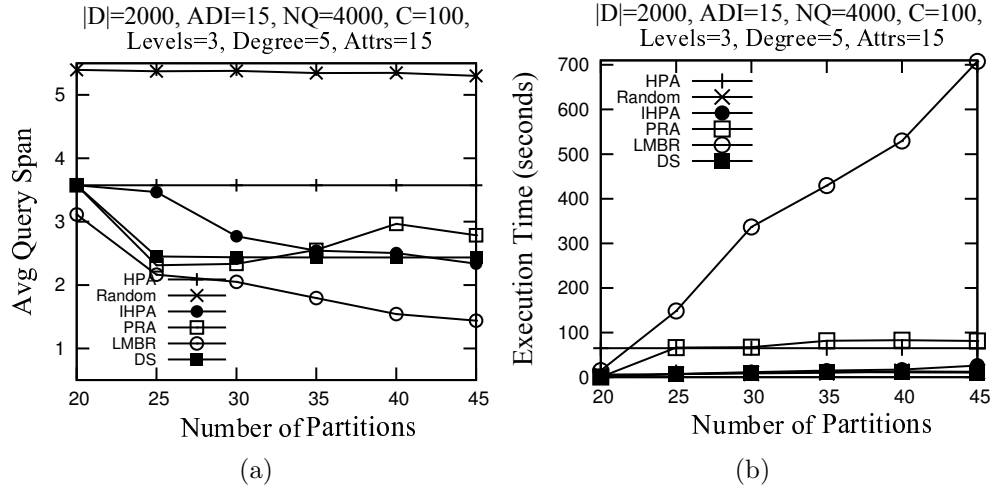 |D|=2000, ADI=15, NQ=4000, C=100,
Levels=3, Degree=5, Attrs=15
Avg Query Span
5
4
3
2
1
HPA
Random
IHPA
PRA
LMBR
DS
20 25 30 35 40 45
Number of Partitions
(a)
|D|=2000, ADI=15, NQ=4000, C=100,
Levels=3, Degree=5, Attrs=15
Execution Time (seconds)
700
600
500
400
300
200
100
0
HPA
Random
IHPA
PRA
LMBR
DS
20 25 30 35 40 45
Number of Partitions
(b)